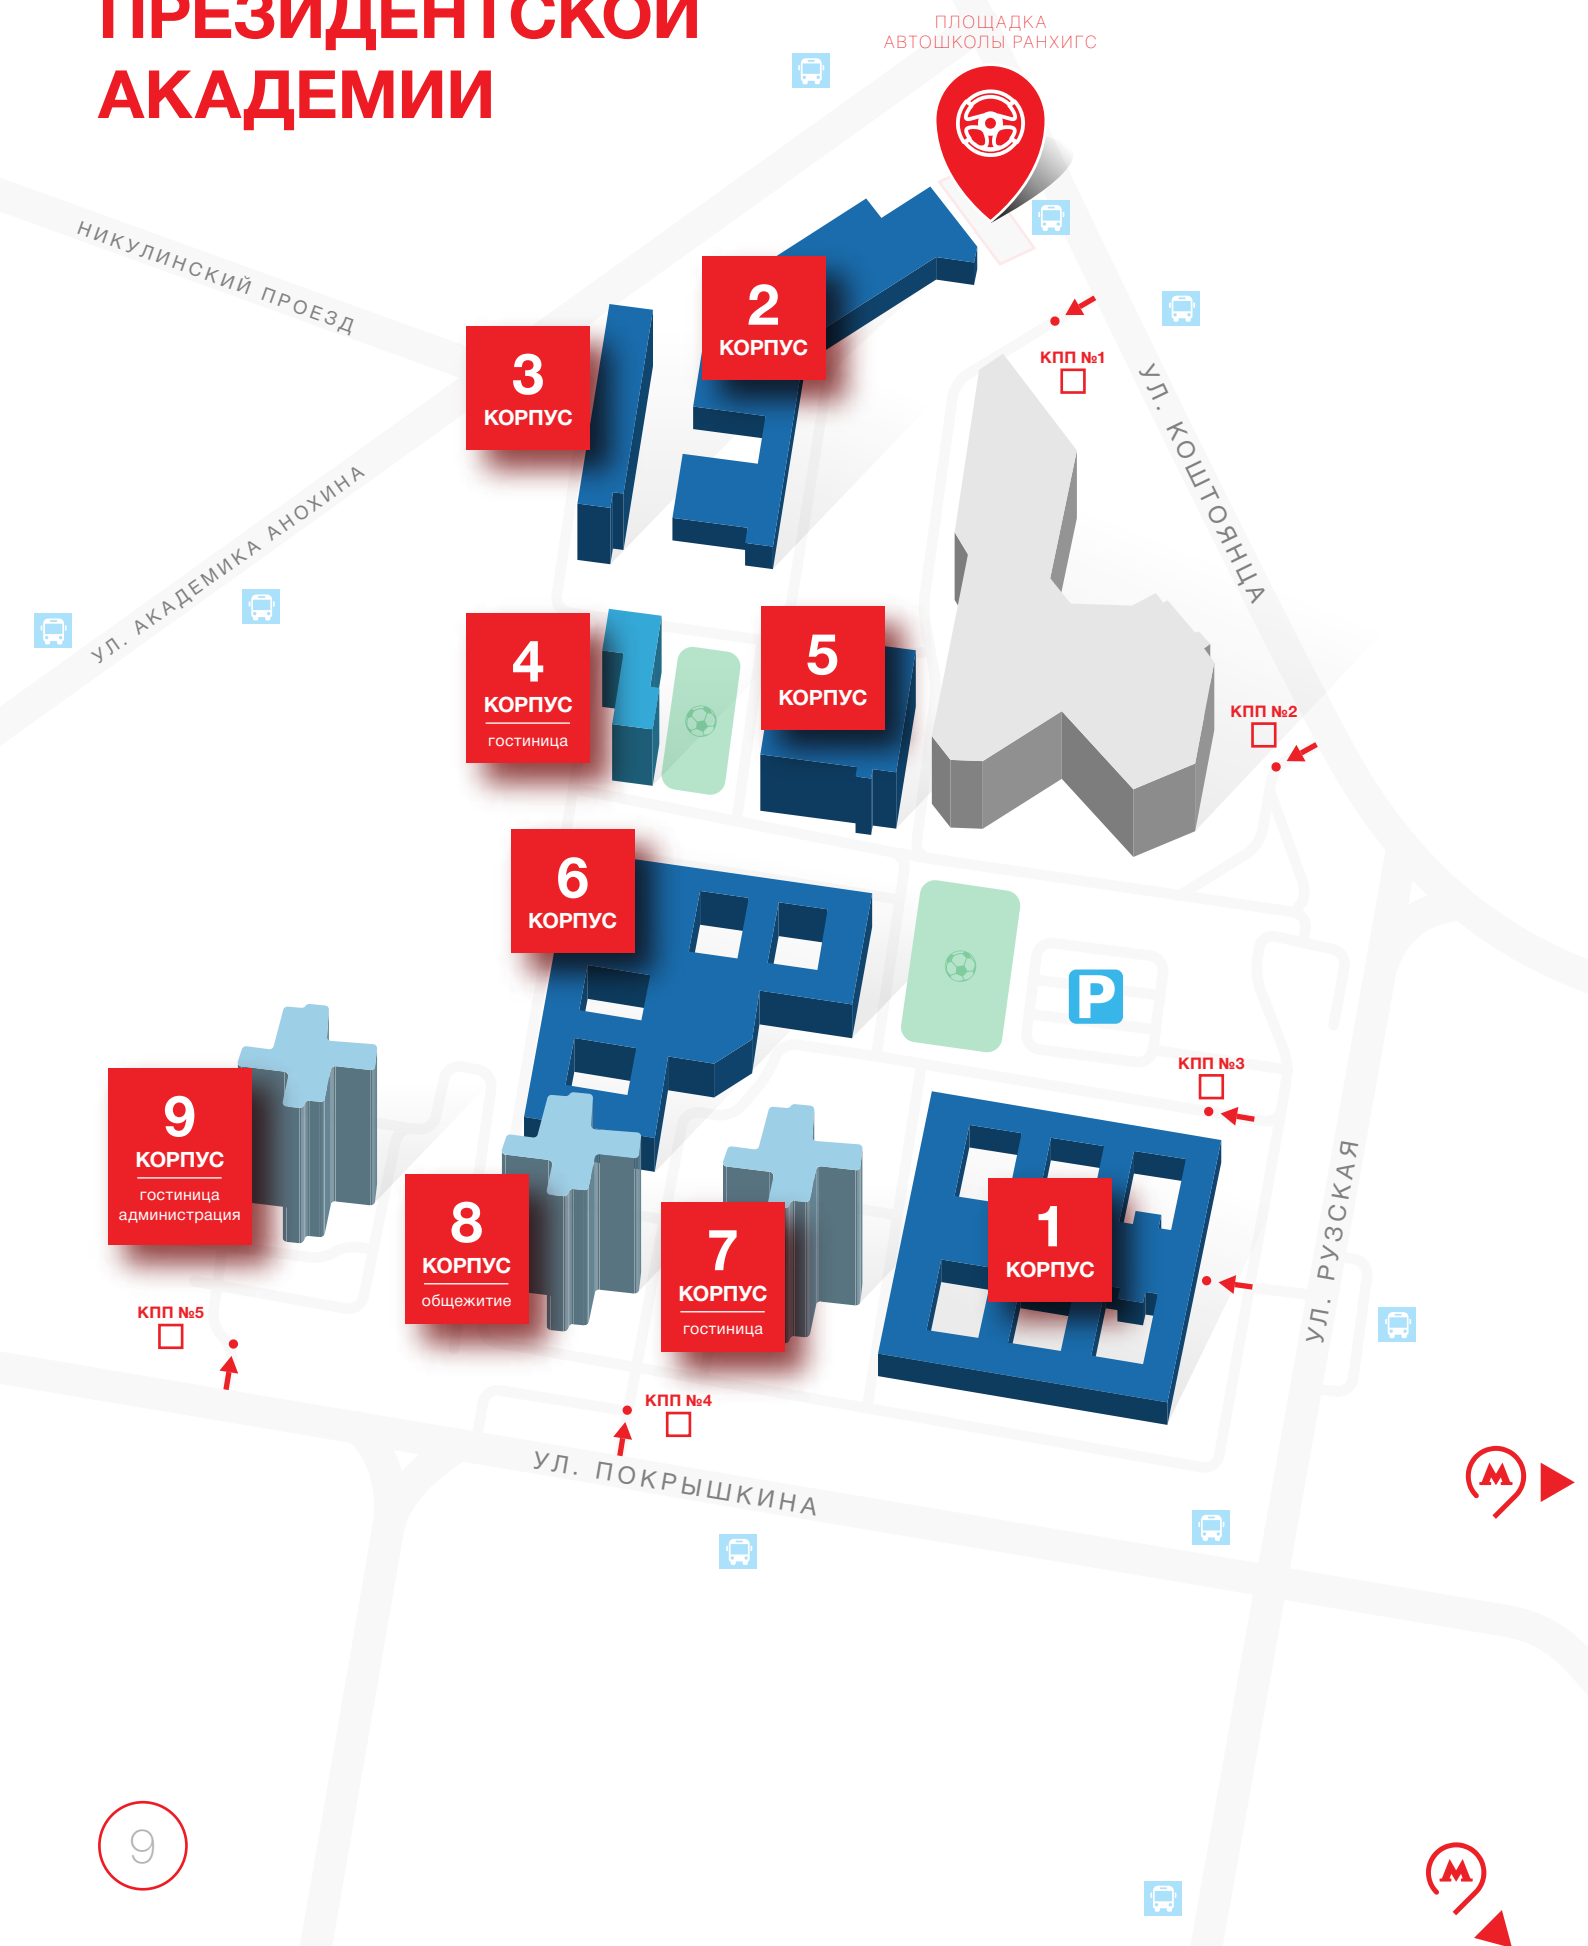 ПРЕЗИДЕНТСКОЙ
АКАДЕМИИ
ПЛОЩАДКА
АВТОШКОЛЫ РАНХИГС
НИКУЛИНСКИЙ ПРОЕЗД
2
КОРПУС
3
КОРПУС
КПП №1
УЛ. КОШТОЯНЦА
УЛ. АКАДЕМИКА АНОХИНА
4
КОРПУС
гостиница
5
КОРПУС
КПП №2
6
КОРПУС
P
КПП №3
9
КОРПУС
гостиница
администрация
8
КОРПУС
общежитие
7
КОРПУС
гостиница
1
КОРПУС
УЛ. РУЗСКАЯ
КПП №5
КПП №4
УЛ. ПОКРЫШКИНА
М
9
М